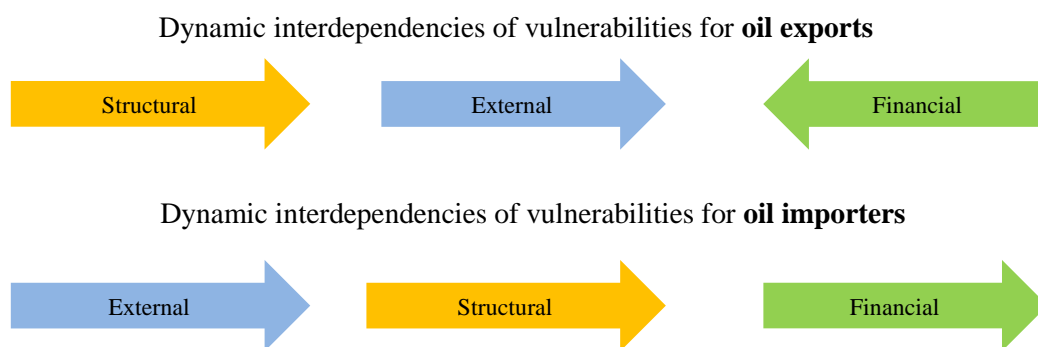 Dynamic interdependencies of vulnerabilities for oil exports
Structural External Financial
Dynamic interdependencies of vulnerabilities for oil importers
External Structural Financial